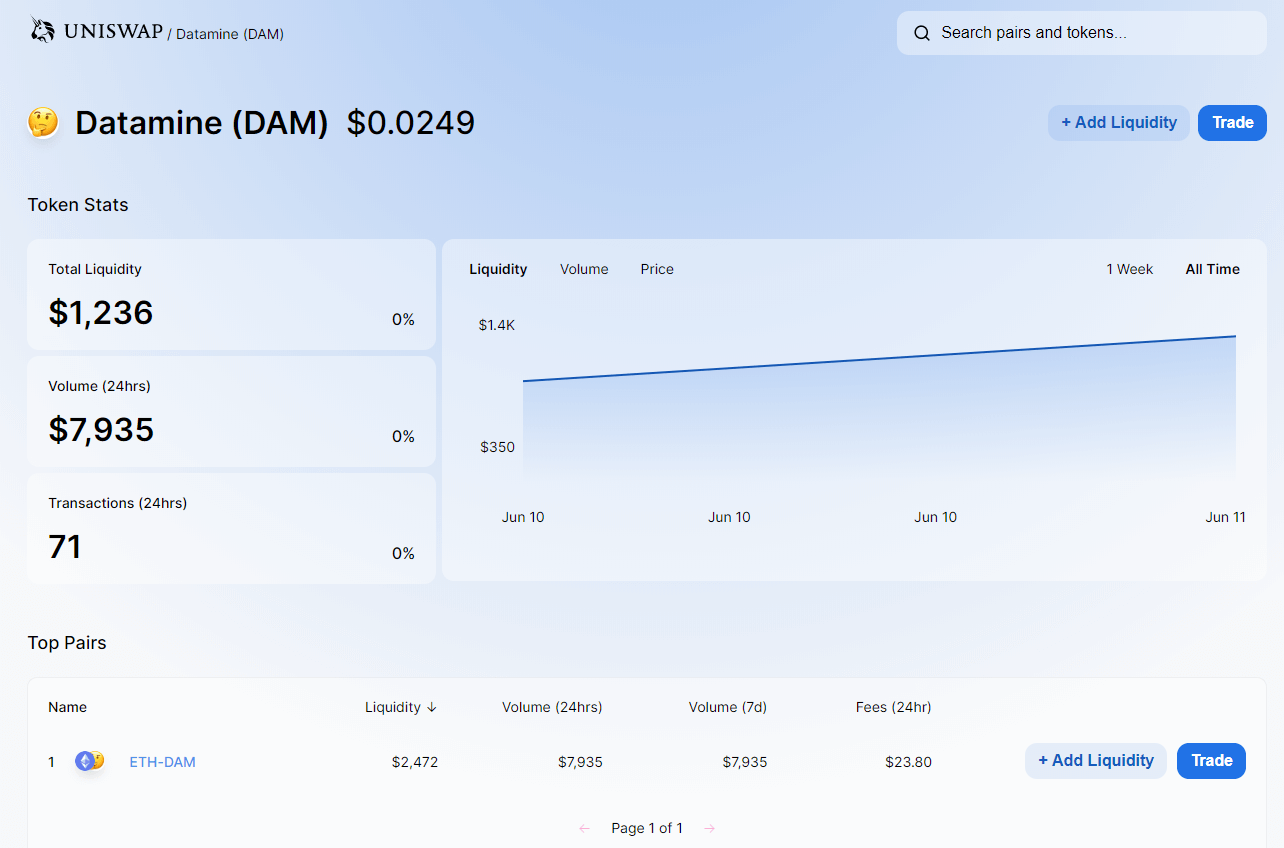 UNISWAP / Datamine (DAM)
Search pairs and tokens...
Datamine (DAM) $0.0249
+ Add Liquidity
Trade
Token Stats
Total Liquidity
$1,236
0%
Volume (24hrs)
$7,935
0%
Transactions (24hrs)
71
0%
Liquidity Volume Price
1 Week All Time
$1.4K
$350
Jun 10 Jun 10 Jun 10 Jun 11
Top Pairs
Name Liquidity ↓ Volume (24hrs) Volume (7d) Fees (24hr)
1 ETH-DAM $2,472 $7,935 $7,935 $23.80 + Add Liquidity Trade
← Page 1 of 1 →